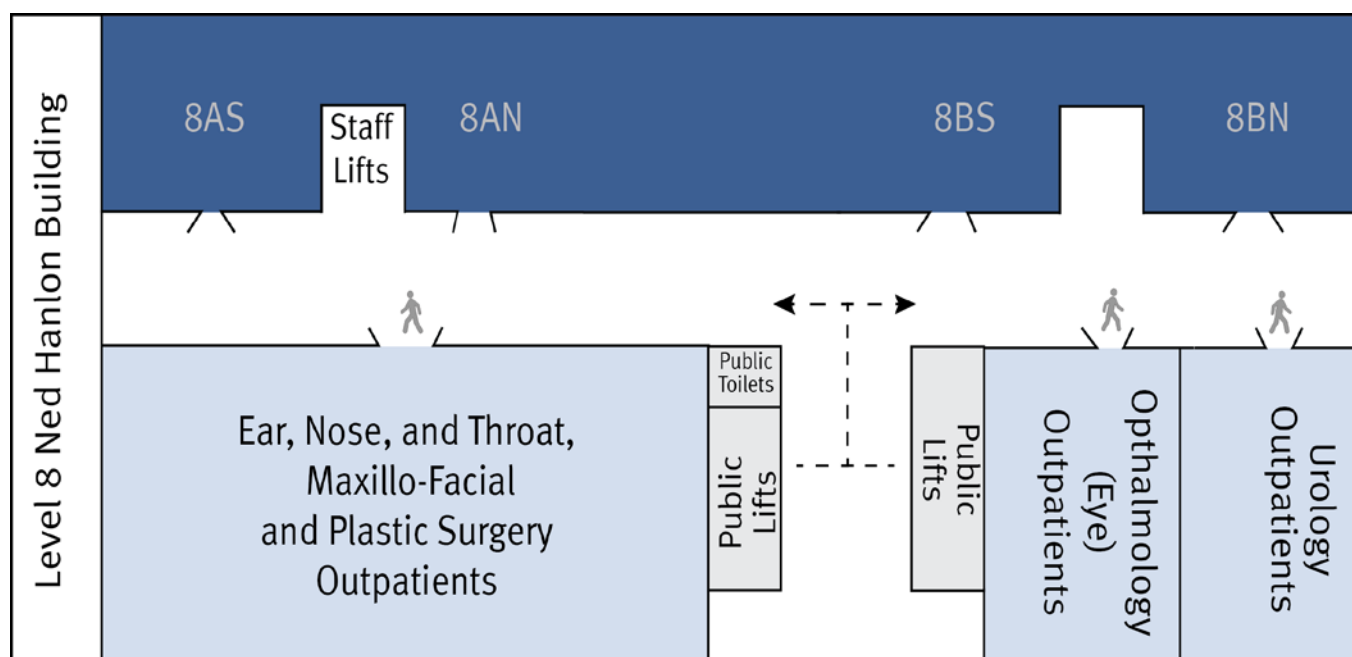 Level 8 Ned Hanlon Building
8AS
Staff
Lifts
8AN
8BS
8BN
Ear, Nose, and Throat,
Maxillo-Facial
and Plastic Surgery
Outpatients
Public
Toilets
Public
Lifts
Public
Lifts
Opthalmology
(Eye)
Outpatients
Urology
Outpatients